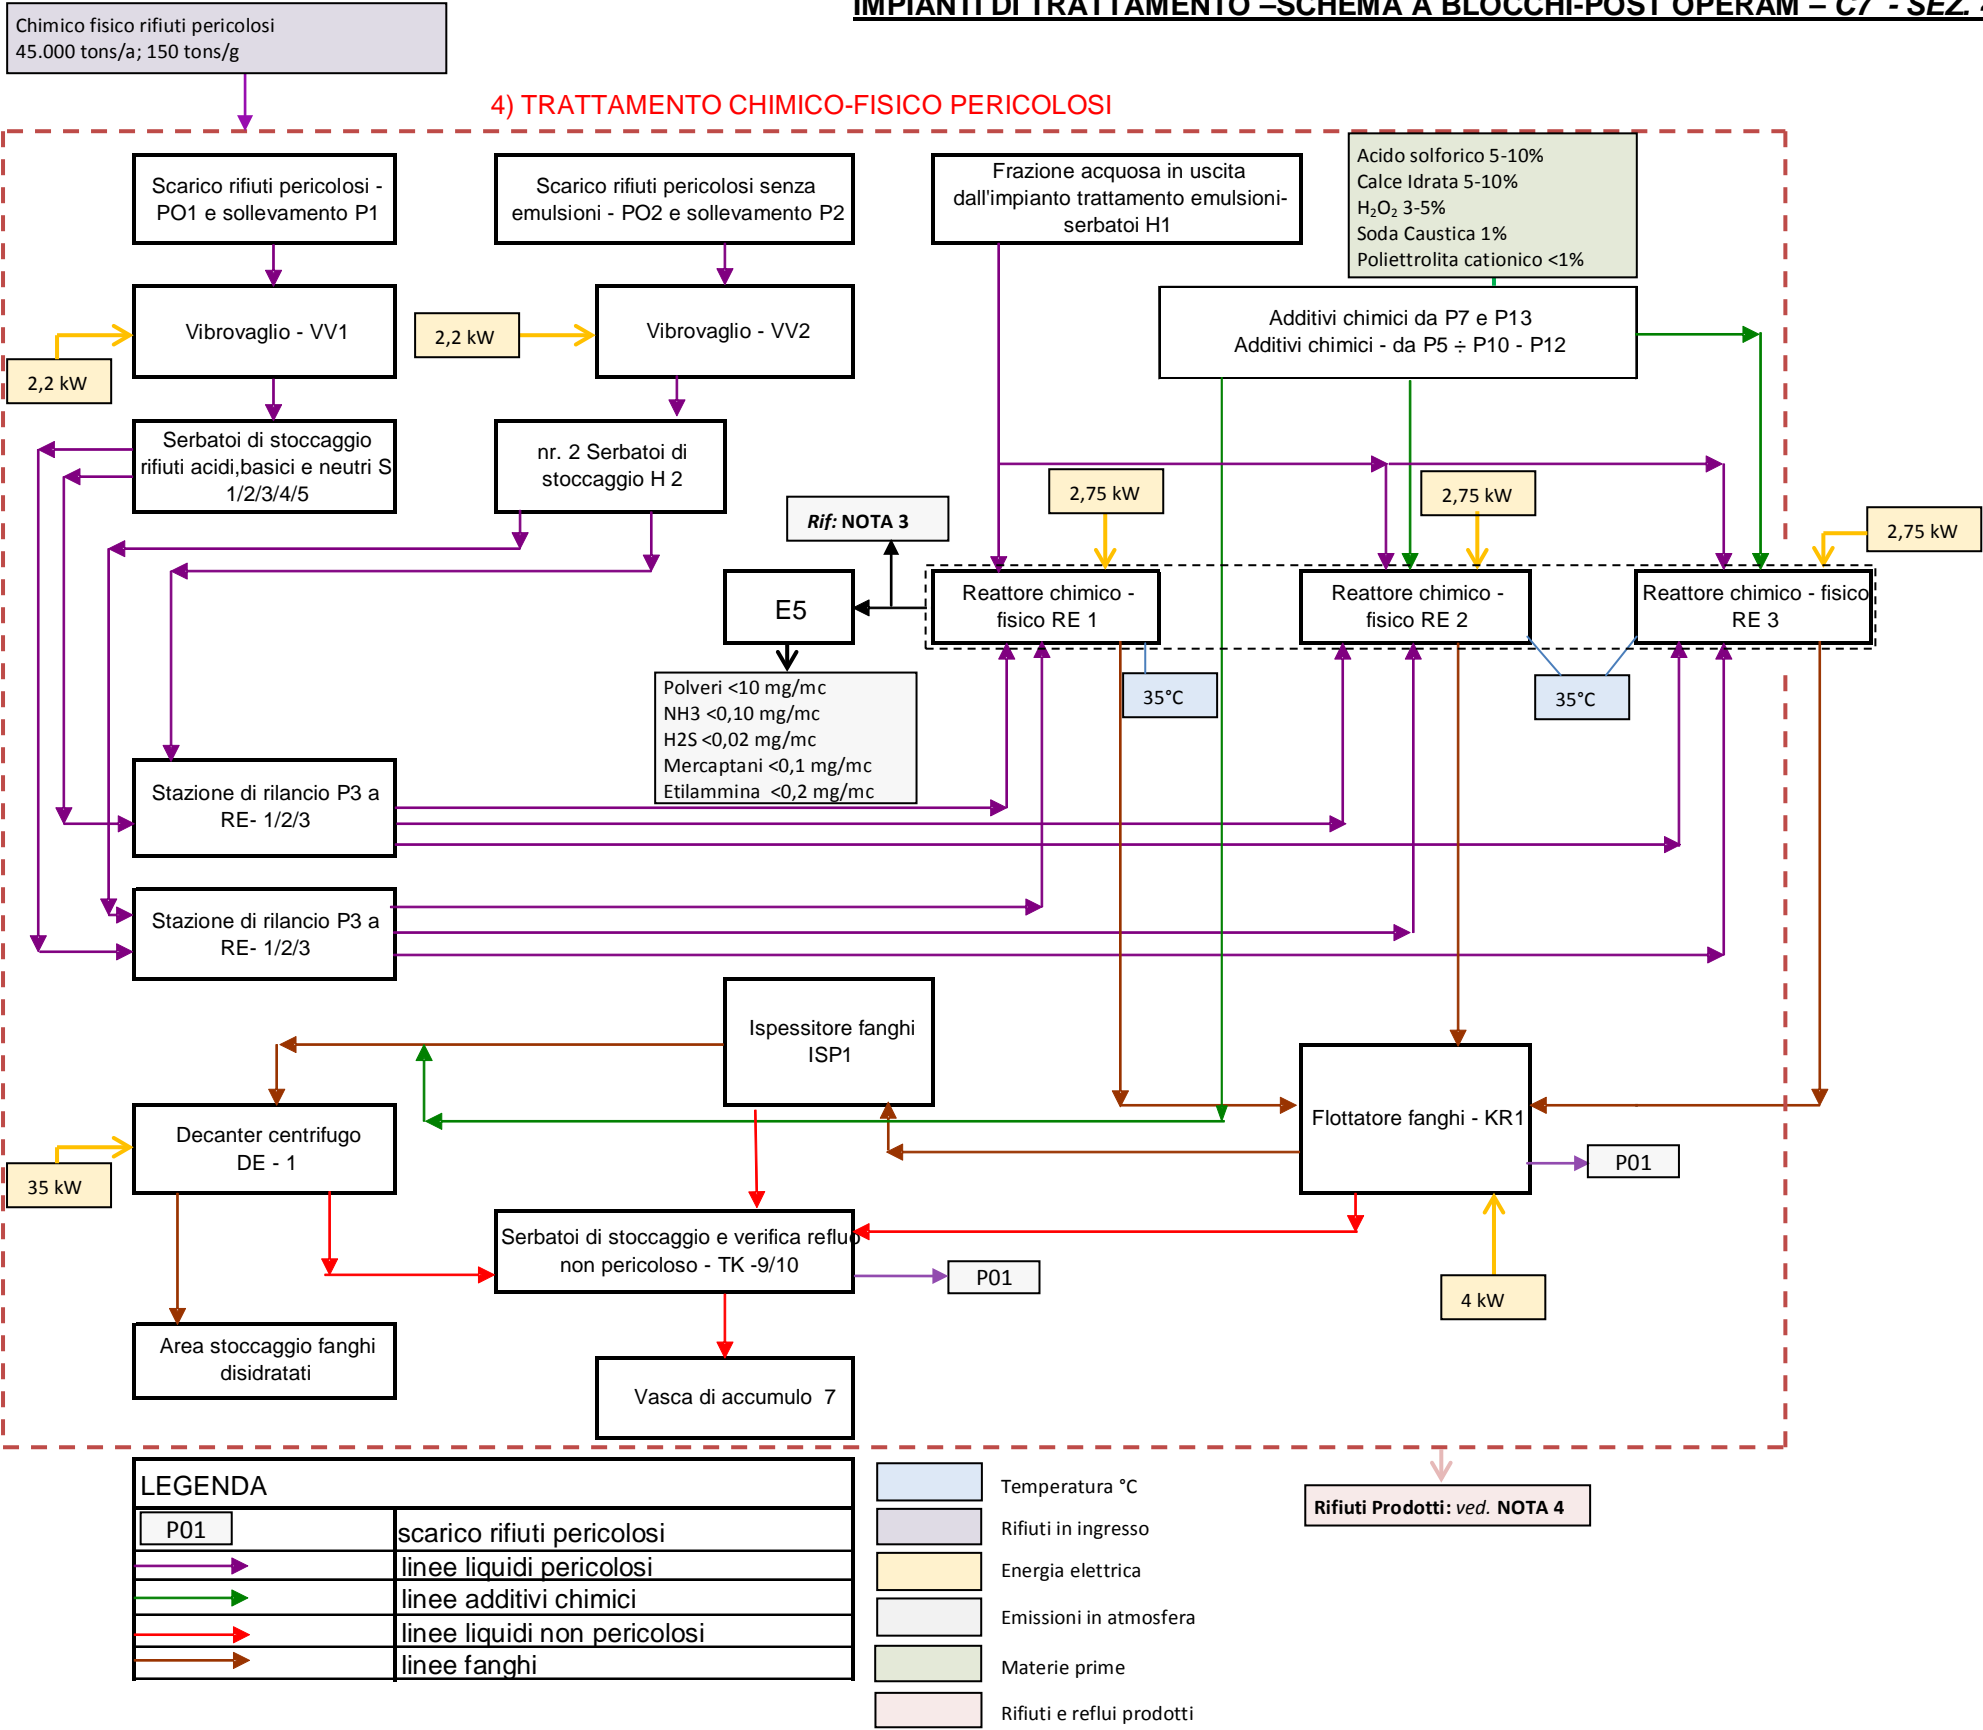 IMPIANTI DI TRATTAMENTO –SCHEMA A BLOCCHI-POST OPERAM – C7 - SEZ.
Chimico fisico rifiuti pericolosi
45.000 tons/a; 150 tons/g
4) TRATTAMENTO CHIMICO-FISICO PERICOLOSI
Scarico rifiuti pericolosi -
PO1 e sollevamento P1
Scarico rifiuti pericolosi senza
emulsioni - PO2 e sollevamento P2
Frazione acquosa in uscita
dall'impianto trattamento emulsioni-
serbatoi H1
Acido solforico 5-10%
Calce Idrata 5-10%
H₂O₂ 3-5%
Soda Caustica 1%
Poliettrolita cationico <1%
Vibrovaglio - VV1
2,2 kW
Vibrovaglio - VV2
2,2 kW
Additivi chimici da P7 e P13
Additivi chimici - da P5 ÷ P10 - P12
Serbatoi di stoccaggio
rifiuti acidi,basici e neutri S
1/2/3/4/5
nr. 2 Serbatoi di
stoccaggio H 2
Rif: NOTA 3
2,75 kW
2,75 kW
2,75 kW
E5
Reattore chimico -
fisico RE 1
Reattore chimico -
fisico RE 2
Reattore chimico - fisico
RE 3
35°C
35°C
Polveri <10 mg/mc
NH3 <0,10 mg/mc
H2S <0,02 mg/mc
Mercaptani <0,1 mg/mc
Etilammina <0,2 mg/mc
Stazione di rilancio P3 a
RE- 1/2/3
Stazione di rilancio P3 a
RE- 1/2/3
Ispessitore fanghi
ISP1
Decanter centrifugo
DE - 1
35 kW
Flottatore fanghi - KR1
P01
Serbatoi di stoccaggio e verifica refluo
non pericoloso - TK -9/10
P01
4 kW
Area stoccaggio fanghi
disidratati
Vasca di accumulo 7
LEGENDA
P01
scarico rifiuti pericolosi
linee liquidi pericolosi
linee additivi chimici
linee liquidi non pericolosi
linee fanghi
Temperatura °C
Rifiuti in ingresso
Energia elettrica
Emissioni in atmosfera
Materie prime
Rifiuti e reflui prodotti
Rifiuti Prodotti: ved. NOTA 4